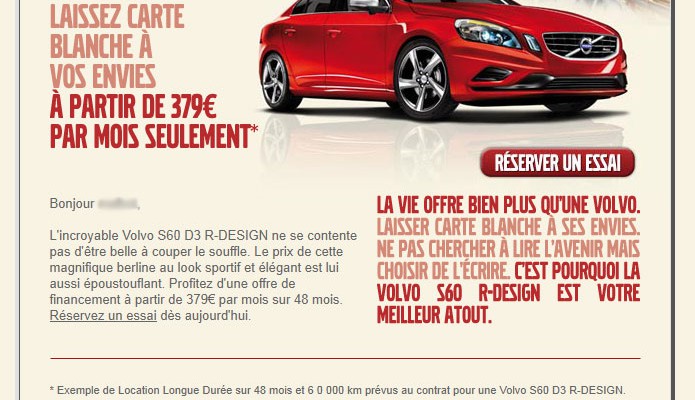 LAISSEZ CARTE
BLANCHE À
VOS ENVIES
À PARTIR DE 379€
PAR MOIS SEULEMENT*
RÉSERVER UN ESSAI
Bonjour ,
L'incroyable Volvo S60 D3 R-DESIGN ne se contente
pas d'être belle à couper le souffle. Le prix de cette
magnifique berline au look sportif et élégant est lui
aussi époustouflant. Profitez d'une offre de
financement à partir de 379€ par mois sur 48 mois.
Réservez un essai dès aujourd'hui.
LA VIE OFFRE BIEN PLUS QU'UNE VOLVO.
LAISSER CARTE BLANCHE À SES ENVIES.
NE PAS CHERCHER À LIRE L'AVENIR MAIS
CHOISIR DE L'ÉCRIRE. C'EST POURQUOI LA
VOLVO S60 R-DESIGN EST VOTRE
MEILLEUR ATOUT.
* Exemple de Location Longue Durée sur 48 mois et 6 0 000 km prévus au contrat pour une Volvo S60 D3 R-DESIGN.